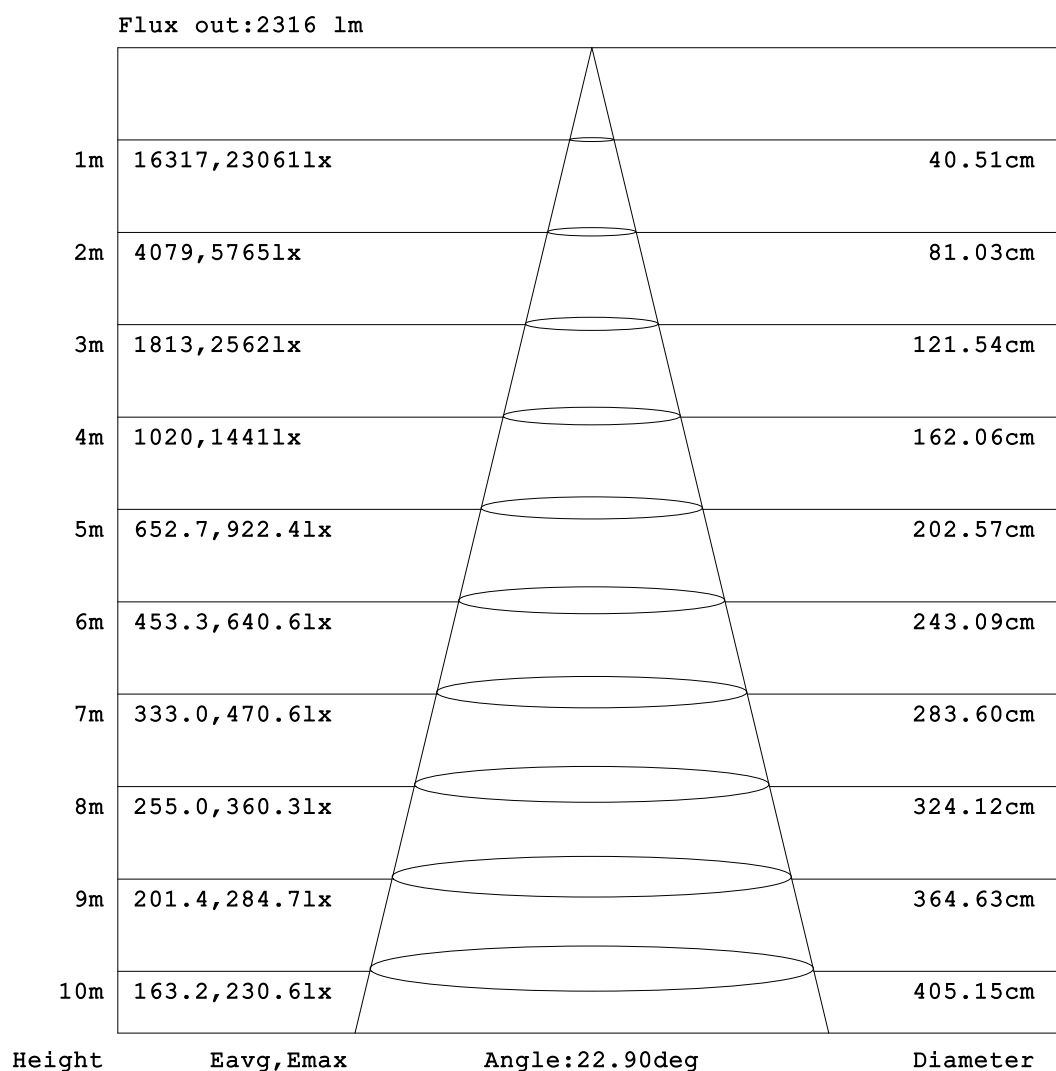 Flux out:2316 lm
1m 16317,23061lx 40.51cm
2m 4079,5765lx 81.03cm
3m 1813,2562lx 121.54cm
4m 1020,1441lx 162.06cm
5m 652.7,922.4lx 202.57cm
6m 453.3,640.6lx 243.09cm
7m 333.0,470.6lx 283.60cm
8m 255.0,360.3lx 324.12cm
9m 201.4,284.7lx 364.63cm
10m 163.2,230.6lx 405.15cm
Height Eavg,Emax Angle:22.90deg Diameter